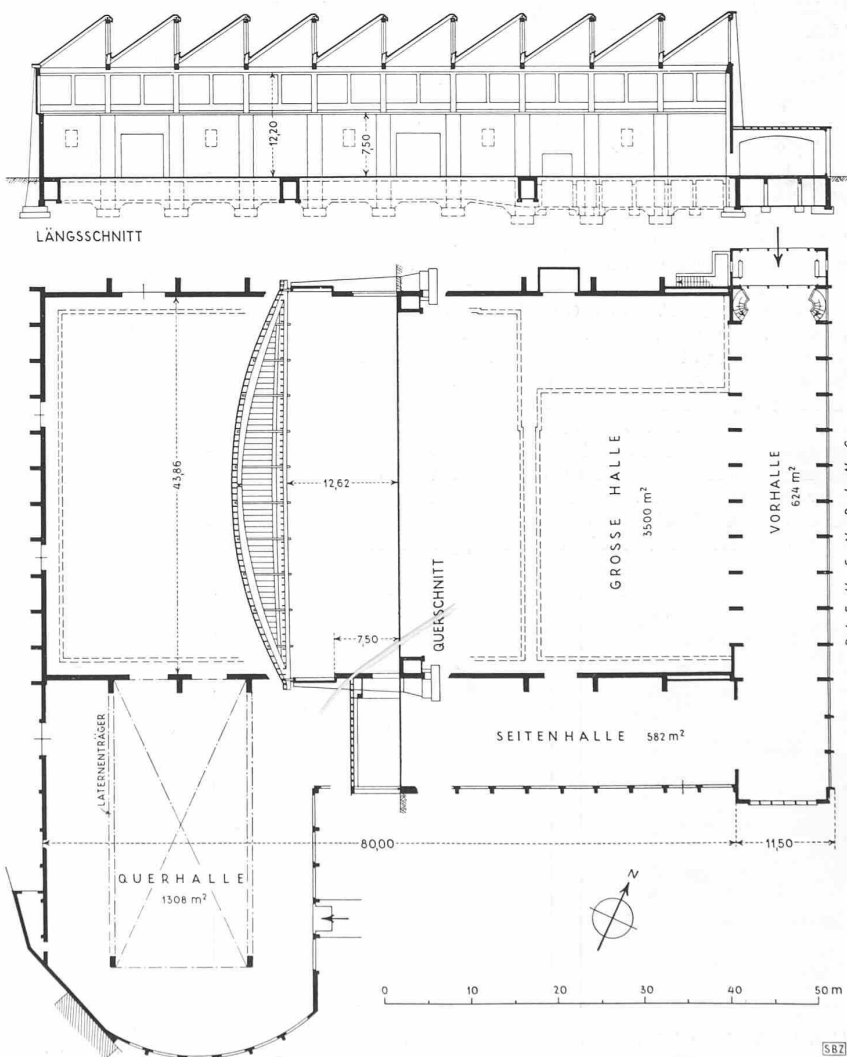 12,20
7,50
LÄNGSSCHNITT
43,86
12,62
7,50
QUERSCHNITT
GROSSE HALLE
3500 m²
VORHALLE
624 m²
SEITENHALLE 582 m²
LATERNENTRÄGER
80,00
11,50
QUERHALLE
1308 m²
N
0 10 20 30 40 50 m
SBZ